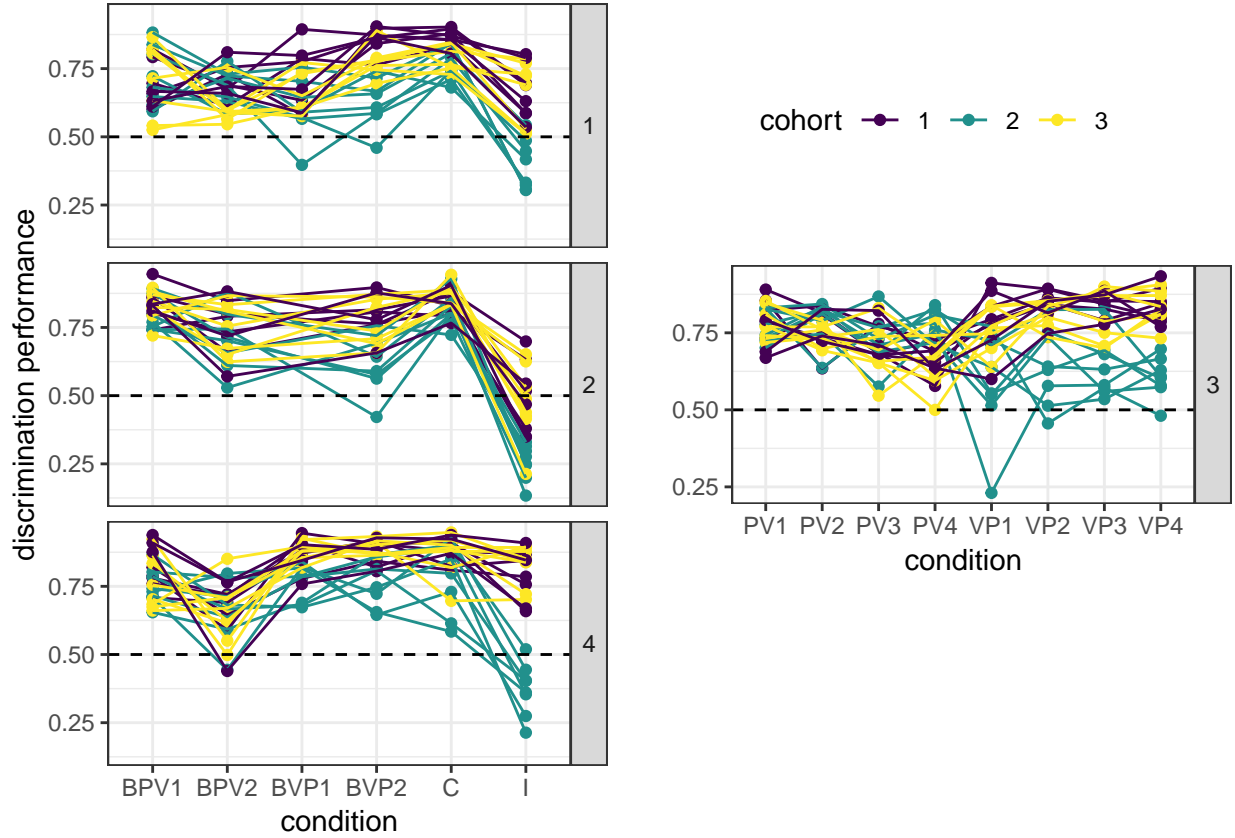 discrimination performance
0.75
0.50
0.25
1
0.75
0.50
0.25
2
0.75
0.50
0.25
4
BPV1 BPV2 BVP1 BVP2 C I
condition
cohort 1 2 3
0.75
0.50
0.25
3
PV1 PV2 PV3 PV4 VP1 VP2 VP3 VP4
condition